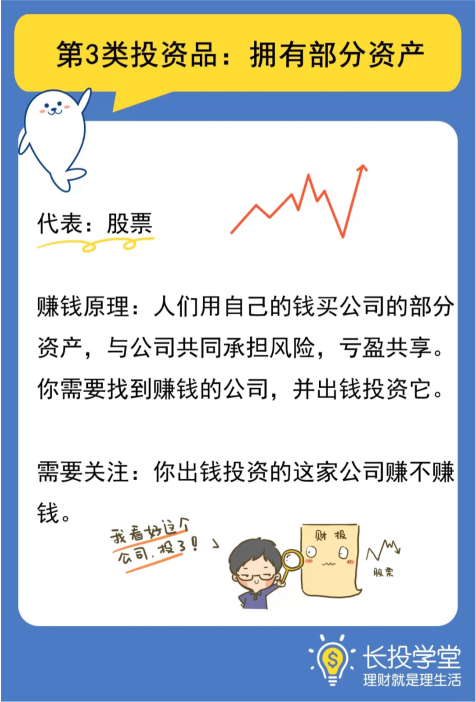 第3类投资品：拥有部分资产
代表：股票
赚钱原理：人们用自己的钱买公司的部分
资产，与公司共同承担风险，亏盈共享。
你需要找到赚钱的公司，并出钱投资它。
需要关注：你出钱投资的这家公司赚不赚
钱。
我看好这个
公司，投了！
财报
股票
$
长投学堂
理财就是理生活